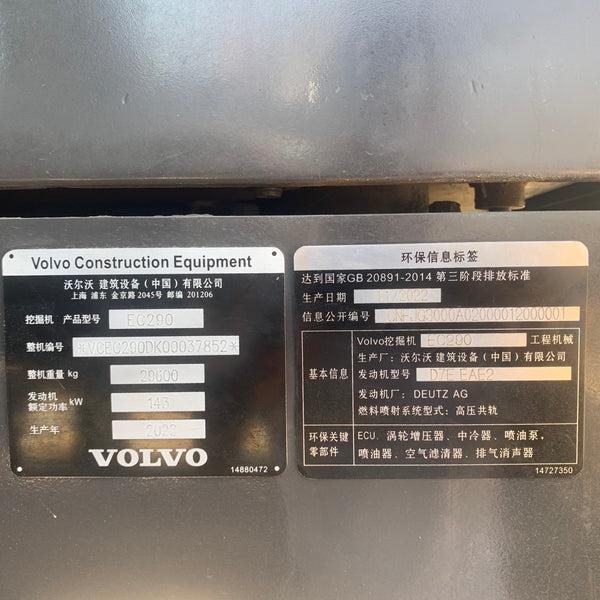 Volvo Construction Equipment
沃尔沃 建筑设备（中国）有限公司
上海 浦东 金京路 2045号 邮编 201206
挖掘机 产品型号 EC290
整机编号 *VCEC290DK00037852*
整机重量 kg 29600
发动机
额定功率 kW 143
生产年 2022
VOLVO
14880472
环保信息标签
达到国家GB 20891-2014 第三阶段排放标准
生产日期 11/2022
信息公开编号 CNFJG3000A02000012000001
Volvo挖掘机 EC290 工程机械
生产厂: 沃尔沃 建筑设备（中国）有限公司
基本信息 发动机型号 D7E EAE2
发动机厂: DEUTZ AG
燃料喷射系统型式: 高压共轨
环保关键
零部件
ECU、涡轮增压器、中冷器、喷油泵、
喷油器、空气滤清器、排气消声器
14727350